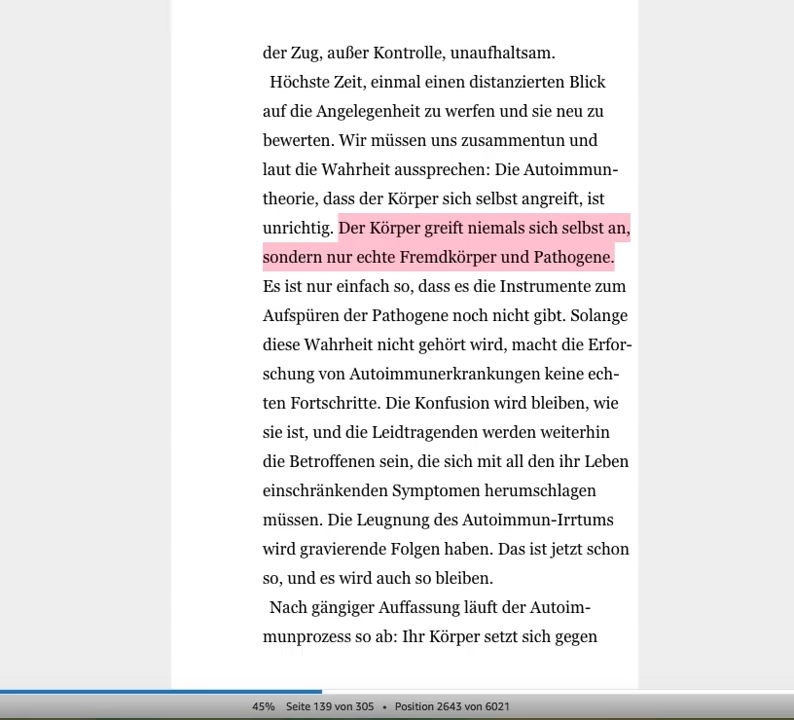 der Zug, außer Kontrolle, unaufhaltsam.
Höchste Zeit, einmal einen distanzierten Blick
auf die Angelegenheit zu werfen und sie neu zu
bewerten. Wir müssen uns zusammentun und
laut die Wahrheit aussprechen: Die Autoimmun-
theorie, dass der Körper sich selbst angreift, ist
unrichtig. Der Körper greift niemals sich selbst an,
sondern nur echte Fremdkörper und Pathogene.
Es ist nur einfach so, dass es die Instrumente zum
Aufspüren der Pathogene noch nicht gibt. Solange
diese Wahrheit nicht gehört wird, macht die Erfor-
schung von Autoimmunerkrankungen keine ech-
ten Fortschritte. Die Konfusion wird bleiben, wie
sie ist, und die Leidtragenden werden weiterhin
die Betroffenen sein, die sich mit all den ihr Leben
einschränkenden Symptomen herumschlagen
müssen. Die Leugnung des Autoimmun-Irrtums
wird gravierende Folgen haben. Das ist jetzt schon
so, und es wird auch so bleiben.
Nach gängiger Auffassung läuft der Autoim-
munprozess so ab: Ihr Körper setzt sich gegen
45% Seite 139 von 305 • Position 2643 von 6021